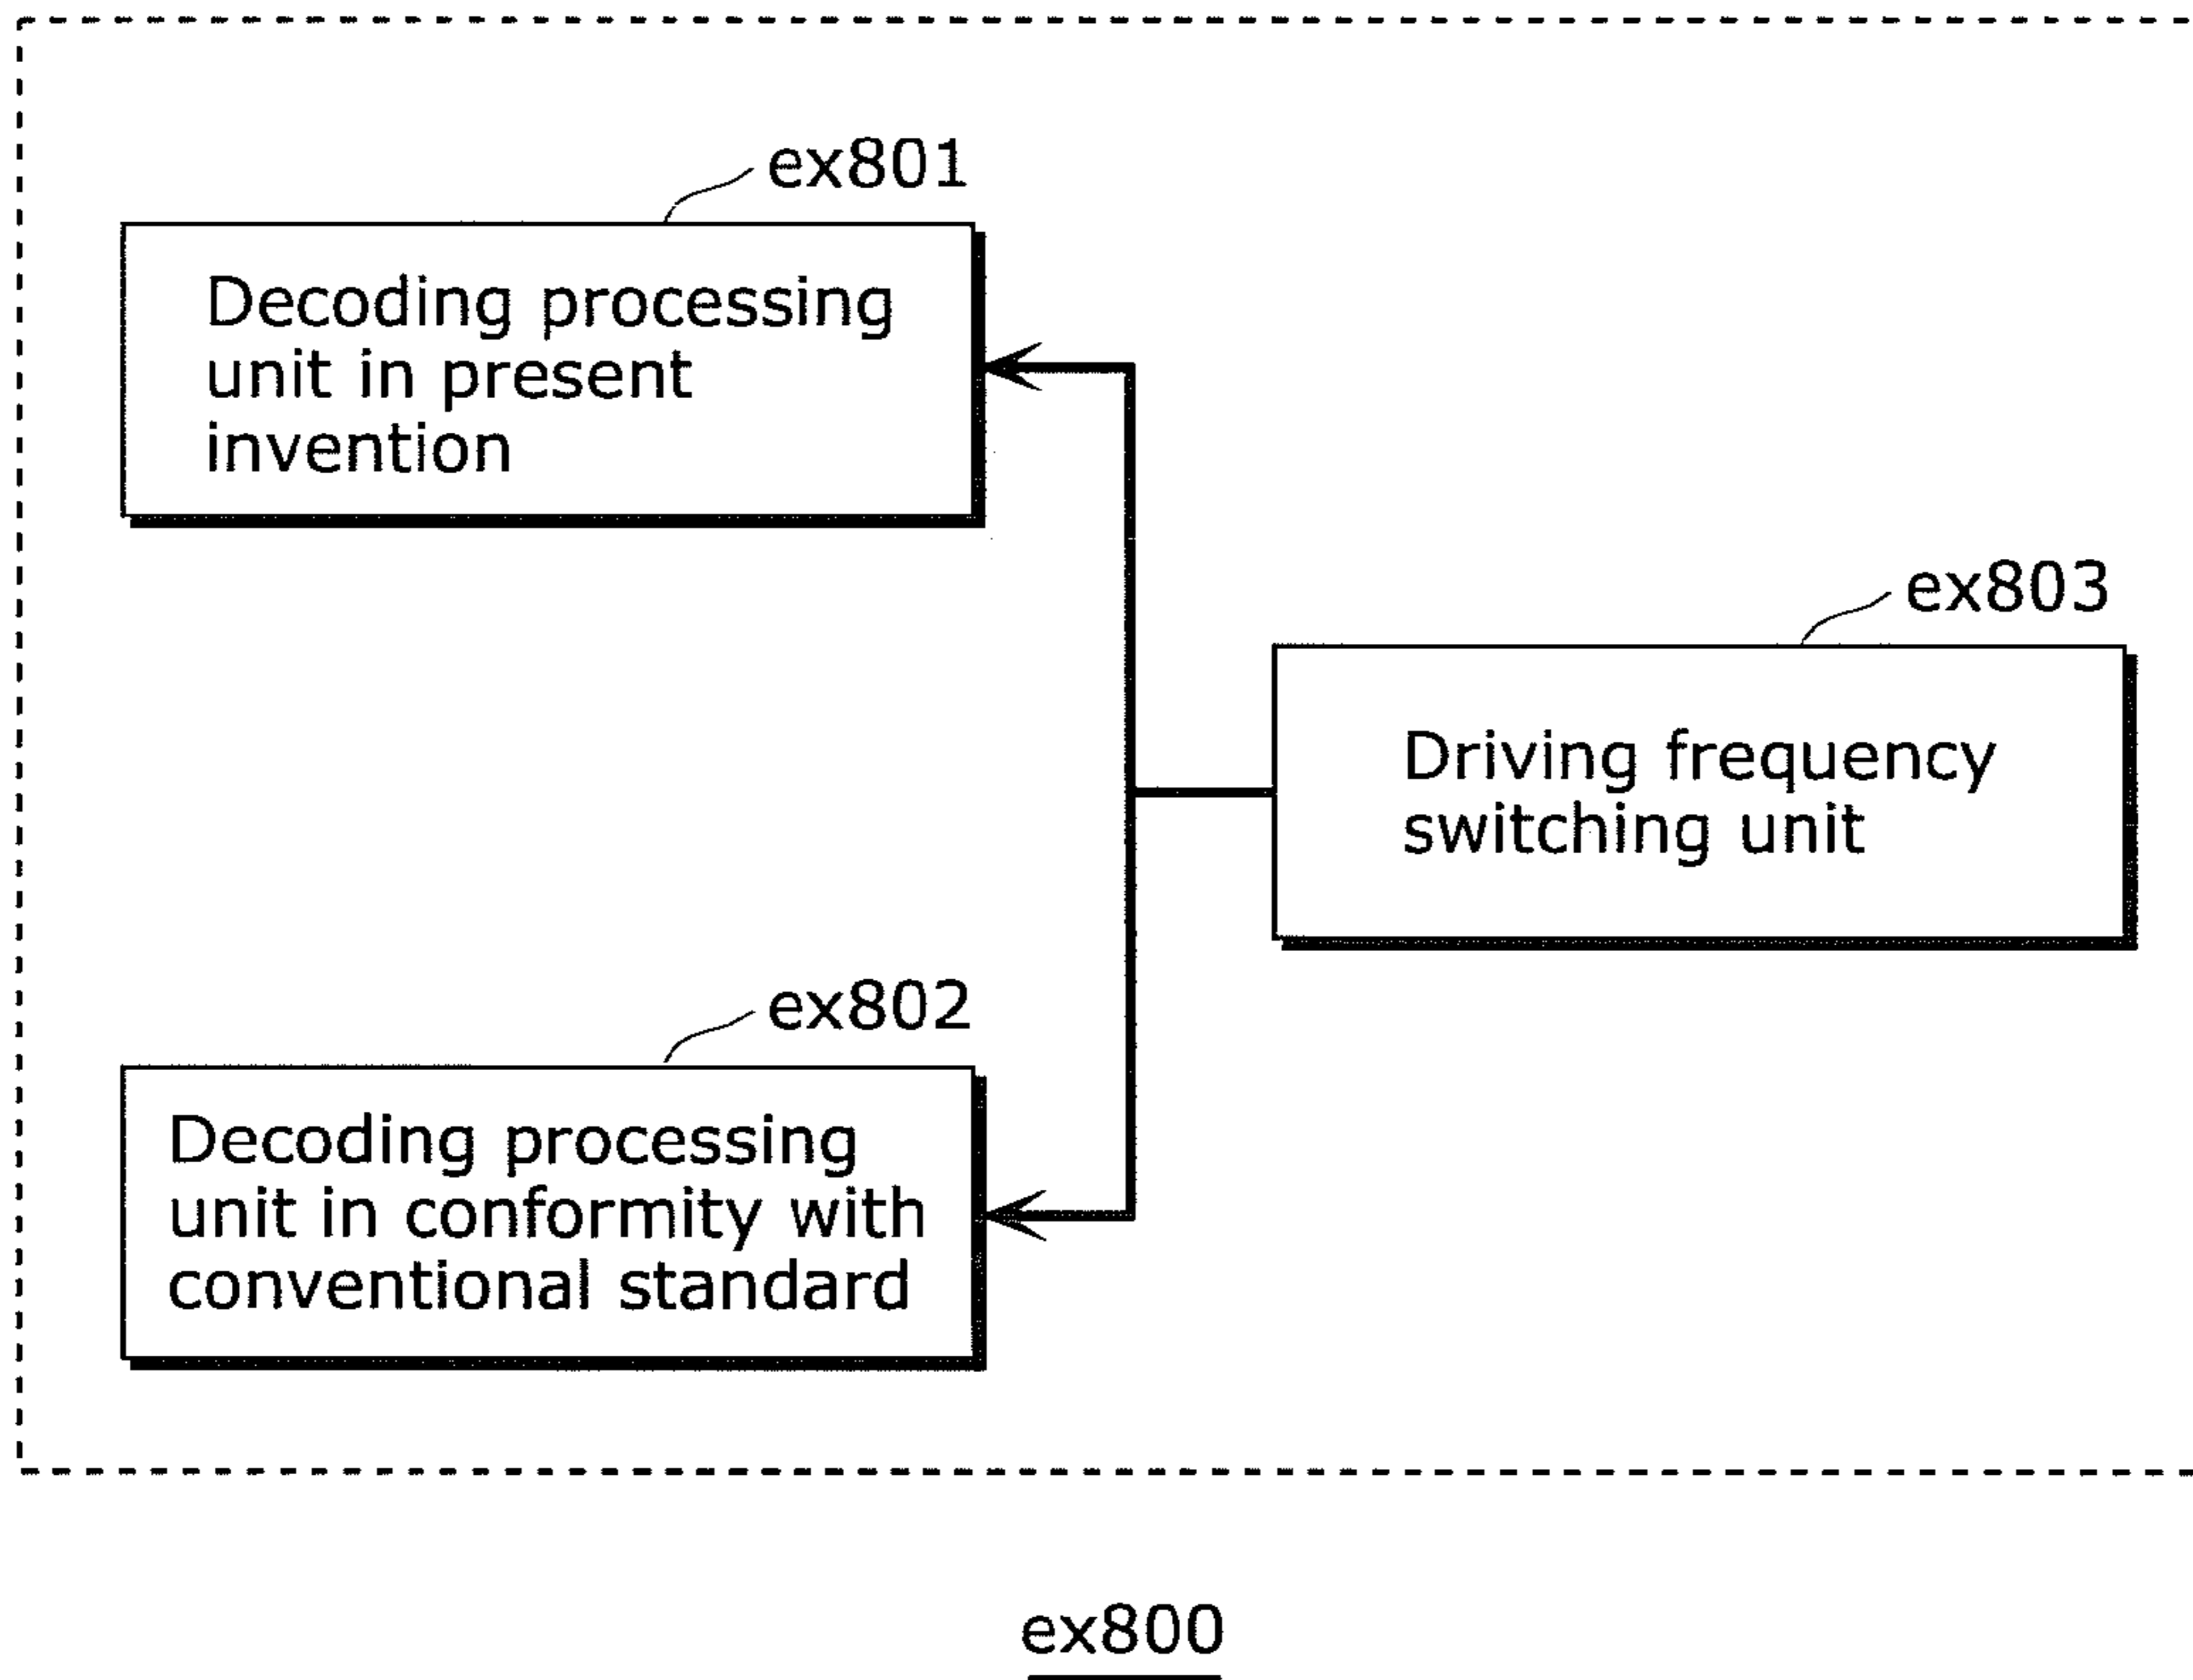 ex801
Decoding processing
unit in present
invention
ex803
Driving frequency
switching unit
ex802
Decoding processing
unit in conformity with
conventional standard
ex800